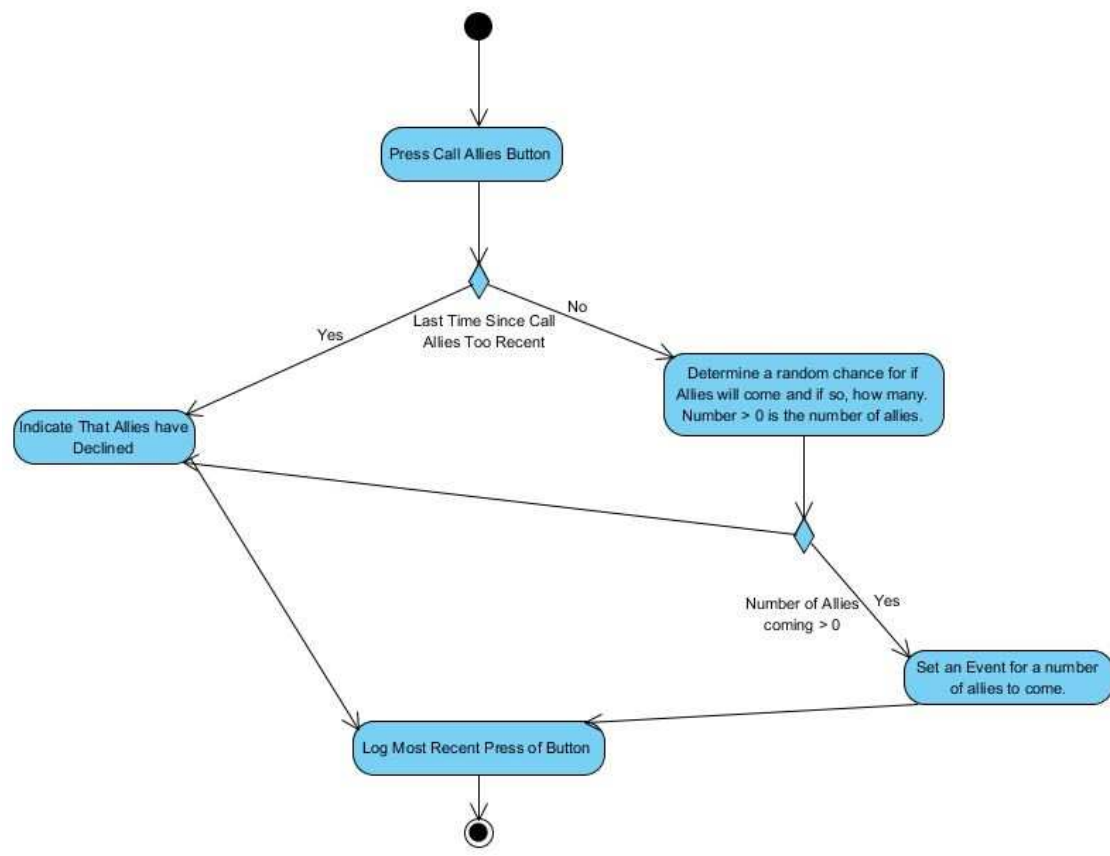 Press Call Allies Button
No
Last Time Since Call
Allies Too Recent
Yes
Determine a random chance for if
Allies will come and if so, how many.
Number > 0 is the number of allies.
Indicate That Allies have
Declined
Number of Allies
coming > 0
Yes
Set an Event for a number
of allies to come.
Log Most Recent Press of Button